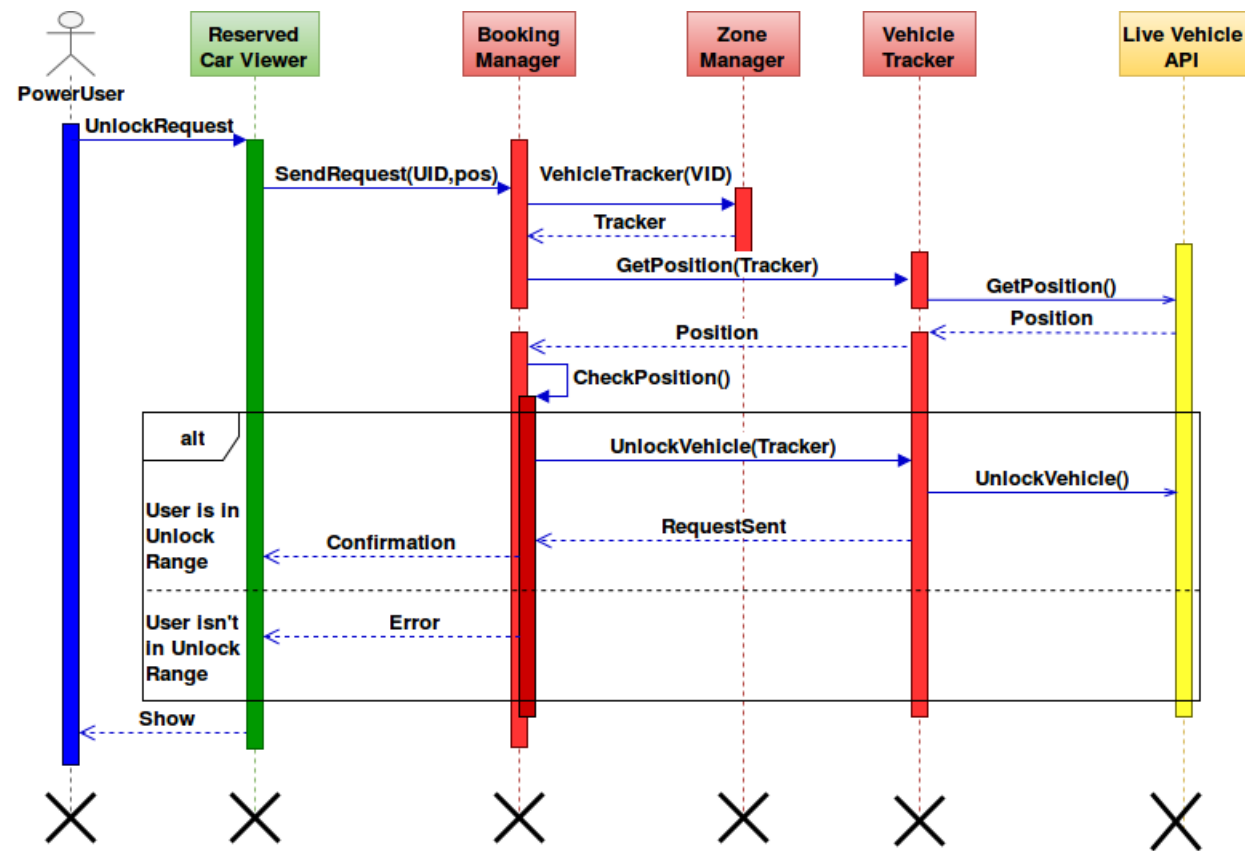 Reserved
Car Viewer
Booking
Manager
Zone
Manager
Vehicle
Tracker
Live Vehicle
API
PowerUser
UnlockRequest
SendRequest(UID,pos)
VehicleTracker(VID)
Tracker
GetPosition(Tracker)
GetPosition()
Position
Position
CheckPosition()
alt
UnlockVehicle(Tracker)
UnlockVehicle()
User is in
Unlock
Range
RequestSent
Confirmation
User isn't
in Unlock
Range
Error
Show